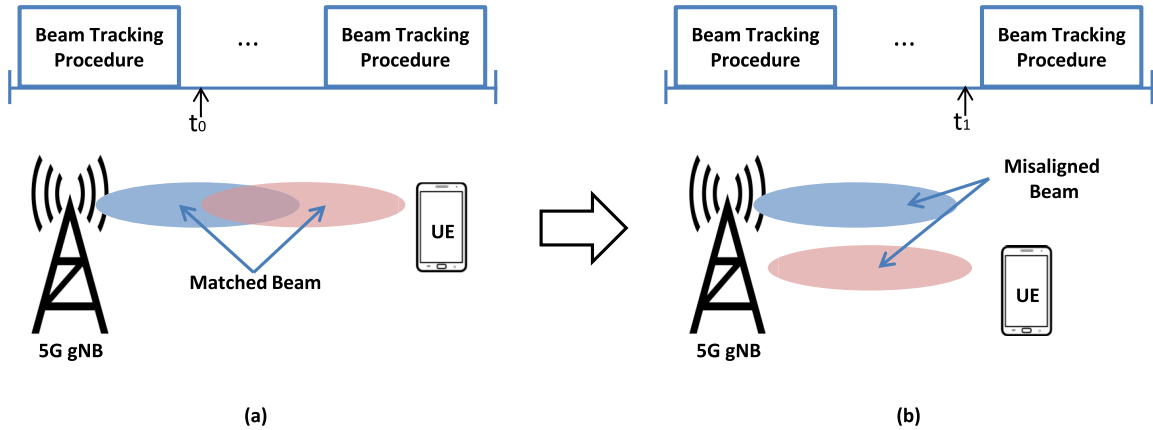 Beam Tracking
Procedure
...
Beam Tracking
Procedure
t0
5G gNB
Matched Beam
UE
(a)
Beam Tracking
Procedure
...
Beam Tracking
Procedure
t1
Misaligned
Beam
5G gNB
UE
(b)